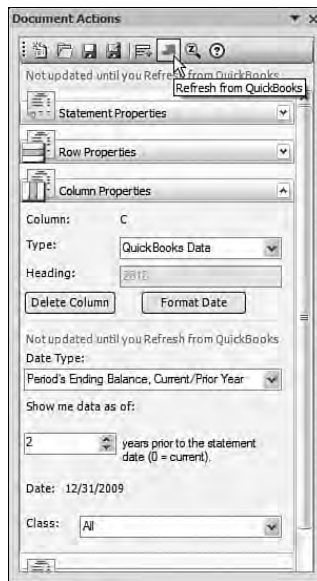 Document Actions
Not updated until you Refresh from QuickBooks
Refresh from QuickBooks
Statement Properties
Row Properties
Column Properties
Column: C
Type: QuickBooks Data
Heading:
Delete Column Format Date
Not updated until you Refresh from QuickBooks
Date Type:
Period's Ending Balance, Current/Prior Year
Show me data as of:
2 years prior to the statement
date (0 = current).
Date: 12/31/2009
Class: All